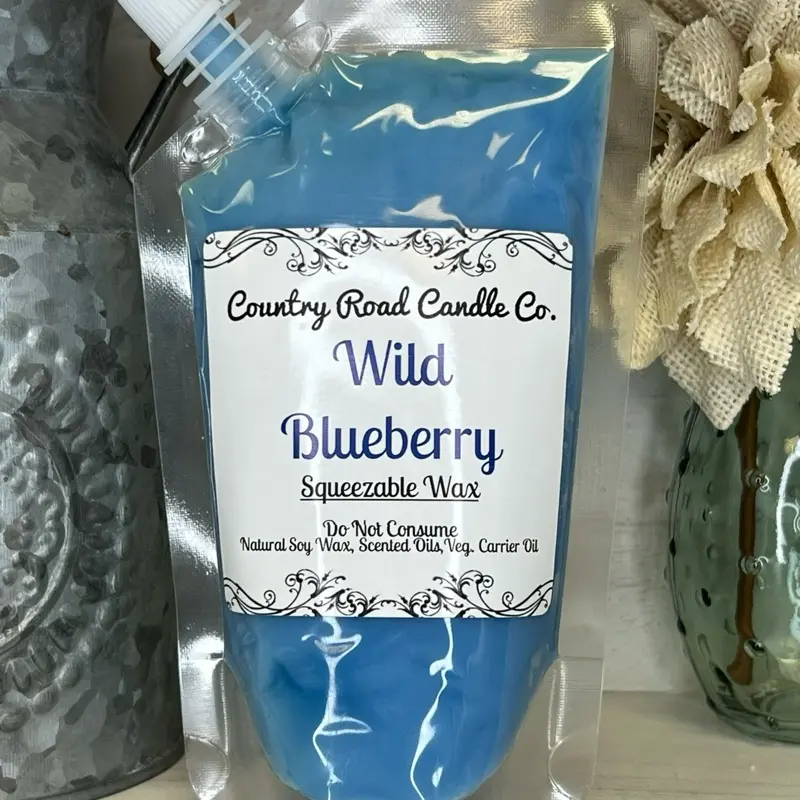 Country Road Candle Co.
Wild
Blueberry
Squeezable Wax
Do Not Consume
Natural Soy Wax, Scented Oils, Veg. Carrier Oil